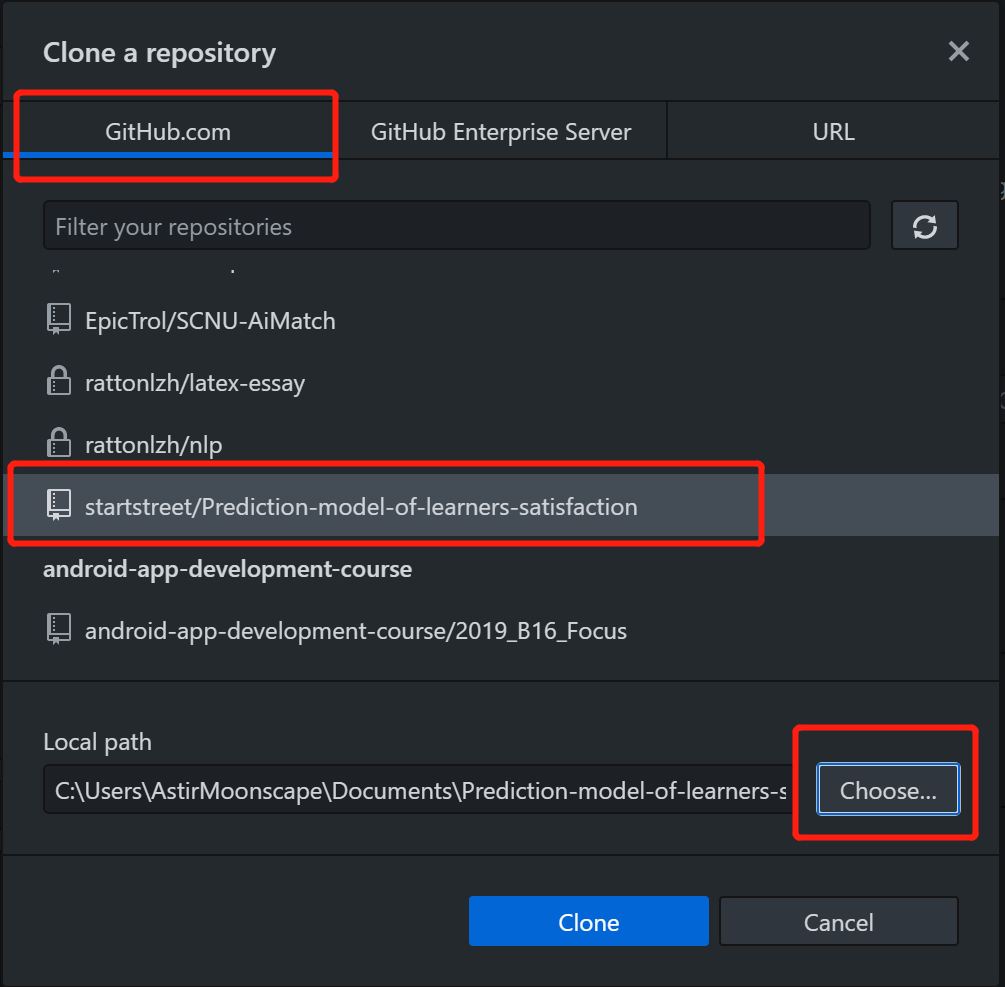 Clone a repository
GitHub.com
GitHub Enterprise Server
URL
Filter your repositories
EpicTrol/SCNU-AiMatch
rattonlzh/latex-essay
rattonlzh/nlp
startstreet/Prediction-model-of-learners-satisfaction
android-app-development-course
android-app-development-course/2019_B16_Focus
Local path
C:\Users\AstirMoonscape\Documents\Prediction-model-of-learners-s
Choose...
Clone
Cancel